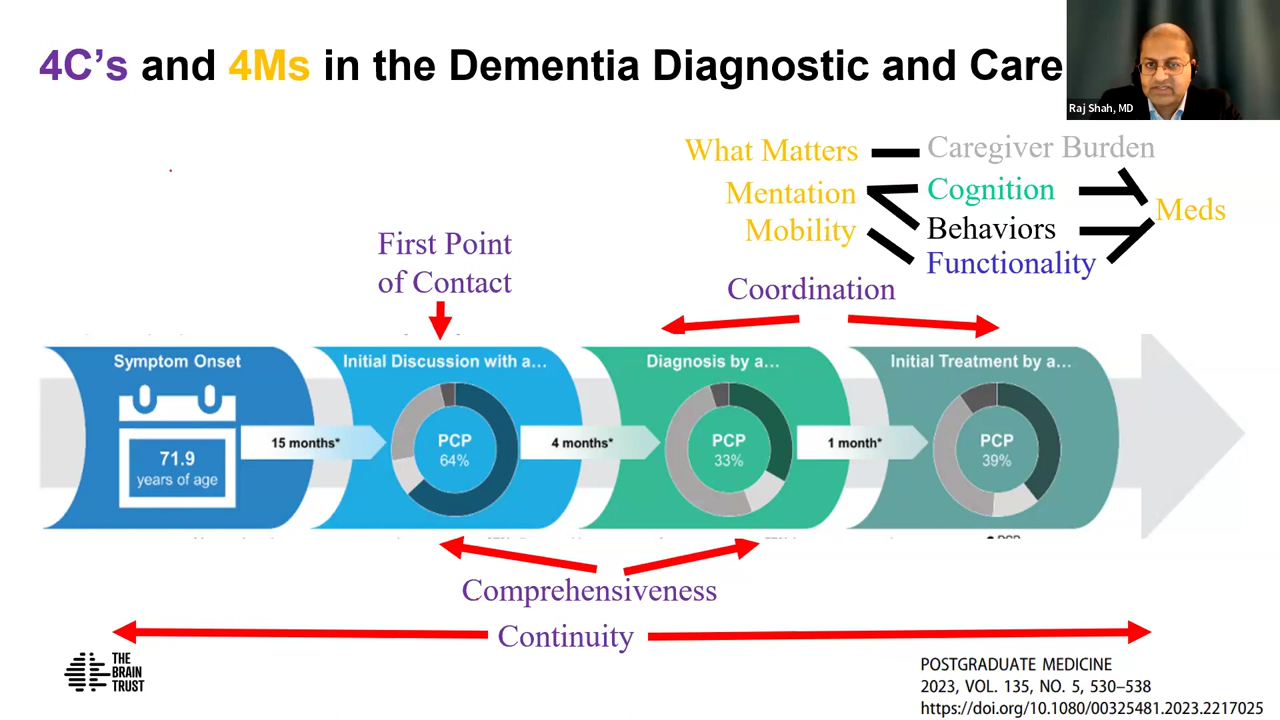 4C's and 4Ms in the Dementia Diagnostic and Care
Raj Shah, MD
What Matters
Caregiver Burden
Mentation
Cognition
Meds
Mobility
Behaviors
Functionality
First Point
of Contact
Coordination
Symptom Onset
71.9
years of age
15 months*
Initial Discussion with a…
PCP
64%
4 months*
Diagnosis by a…
PCP
33%
1 month*
Initial Treatment by a…
PCP
39%
Comprehensiveness
Continuity
THE
BRAIN
TRUST
POSTGRADUATE MEDICINE
2023, VOL. 135, NO. 5, 530–538
https://doi.org/10.1080/00325481.2023.2217025